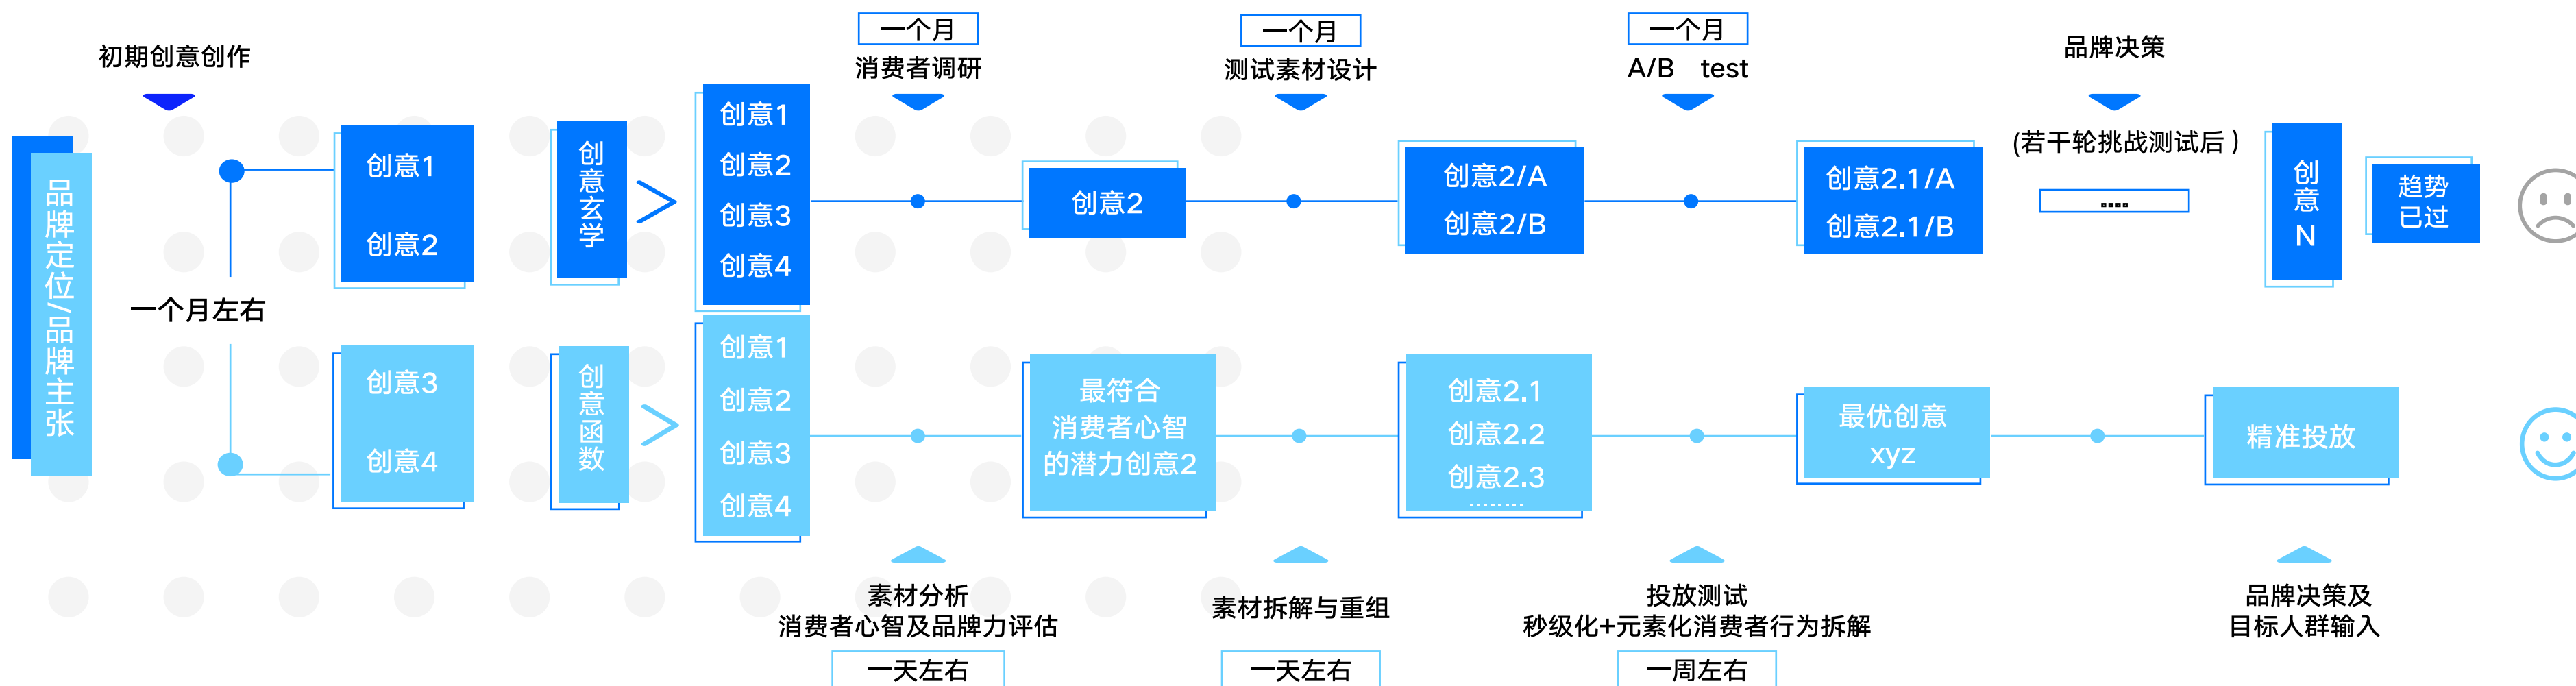 初期创意创作
一个月
消费者调研
一个月
测试素材设计
一个月
A/B test
品牌决策
品牌定位/品牌主张
创意1
创意2
创意玄学
创意1
创意2
创意3
创意4
创意2
创意2/A
创意2/B
创意2.1/A
创意2.1/B
(若干轮挑战测试后)
....
创意N
趋势
已过
一个月左右
创意3
创意4
创意函数
创意1
创意2
创意3
创意4
最符合
消费者心智
的潜力创意2
创意2.1
创意2.2
创意2.3
........
最优创意
xyz
精准投放
素材分析
消费者心智及品牌力评估
一天左右
素材拆解与重组
一天左右
投放测试
秒级化+元素化消费者行为拆解
一周左右
品牌决策及
目标人群输入